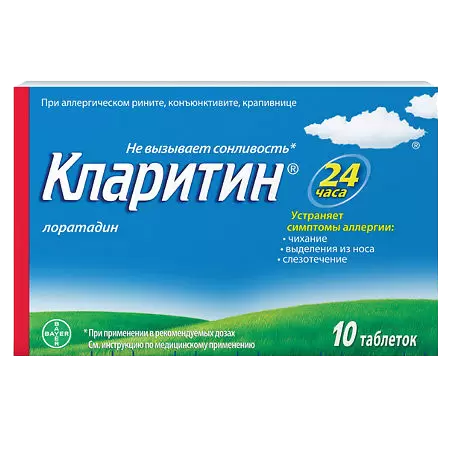 При аллергическом рините, конъюнктивите, крапивнице
®
Не вызывает сонливость*
Кларитин®
24
часа
лоратадин
Устраняет
симптомы аллергии:
• чихание
• выделения из носа
• слезотечение
BAYER
BAYER
* При применении в рекомендуемых дозах
См. инструкцию по медицинскому применению
10 таблеток